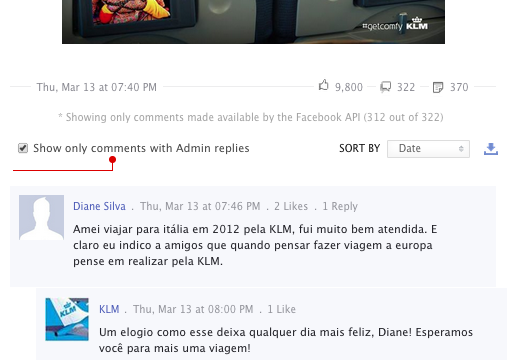 #getcomfy KLM
Thu, Mar 13 at 07:40 PM 9,800 322 370
* Showing only comments made available by the Facebook API (312 out of 322)
Show only comments with Admin replies SORT BY Date
Diane Silva . Thu, Mar 13 at 07:46 PM . 2 Likes . 1 Reply
Amei viajar para itália em 2012 pela KLM, fui muito bem atendida. E
claro eu indico a amigos que quando pensar fazer viagem a europa
pense em realizar pela KLM.
KLM . Thu, Mar 13 at 08:00 PM . 1 Like
Um elogio como esse deixa qualquer dia mais feliz, Diane! Esperamos
você para mais uma viagem!